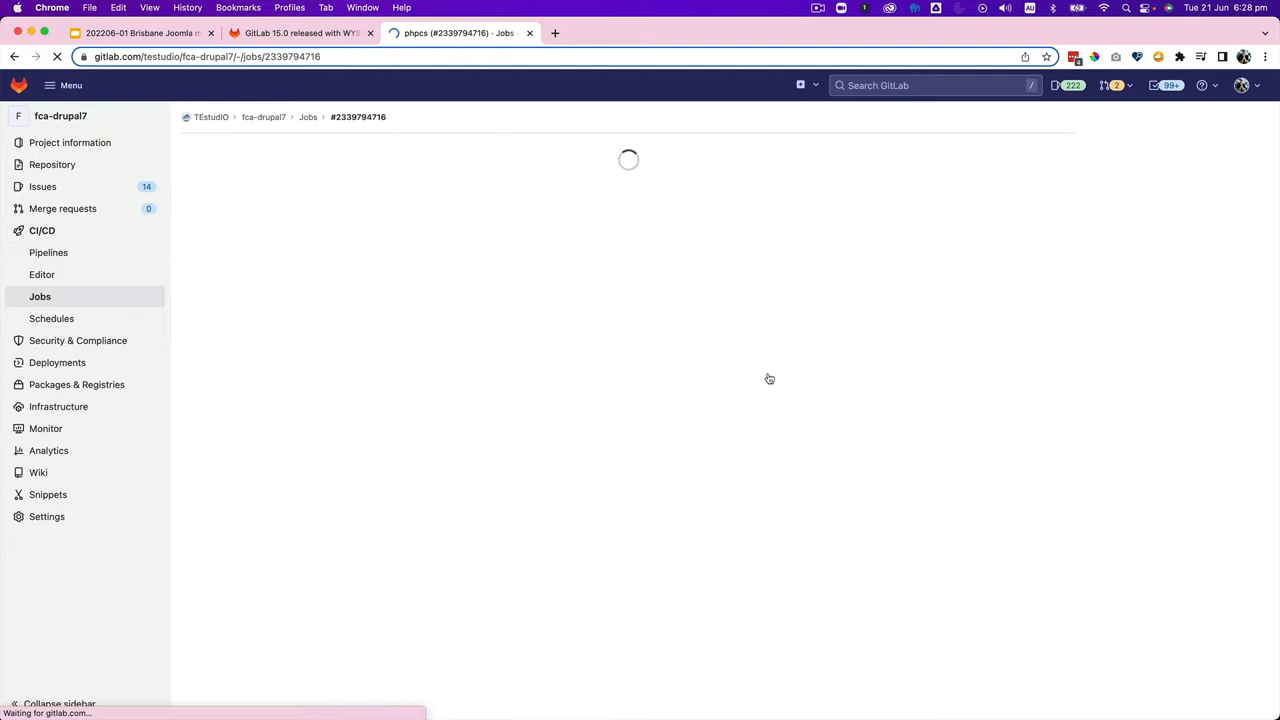 Chrome File Edit View History Bookmarks Profiles Tab Window Help AU Tue 21 Jun 6:28 pm
202206-01 Brisbane Joomla m GitLab 15.0 released with WYS phpcs (#2339794716) · Jobs
gitlab.com/testudio/fca-drupal7/-/jobs/2339794716
Menu Search GitLab / 222 2 99+
F fca-drupal7
TEstudIO > fca-drupal7 > Jobs > #2339794716
Project information
Repository
Issues 14
Merge requests 0
CI/CD
Pipelines
Editor
Jobs
Schedules
Security & Compliance
Deployments
Packages & Registries
Infrastructure
Monitor
Analytics
Wiki
Snippets
Settings
Collapse sidebar
Waiting for gitlab.com...